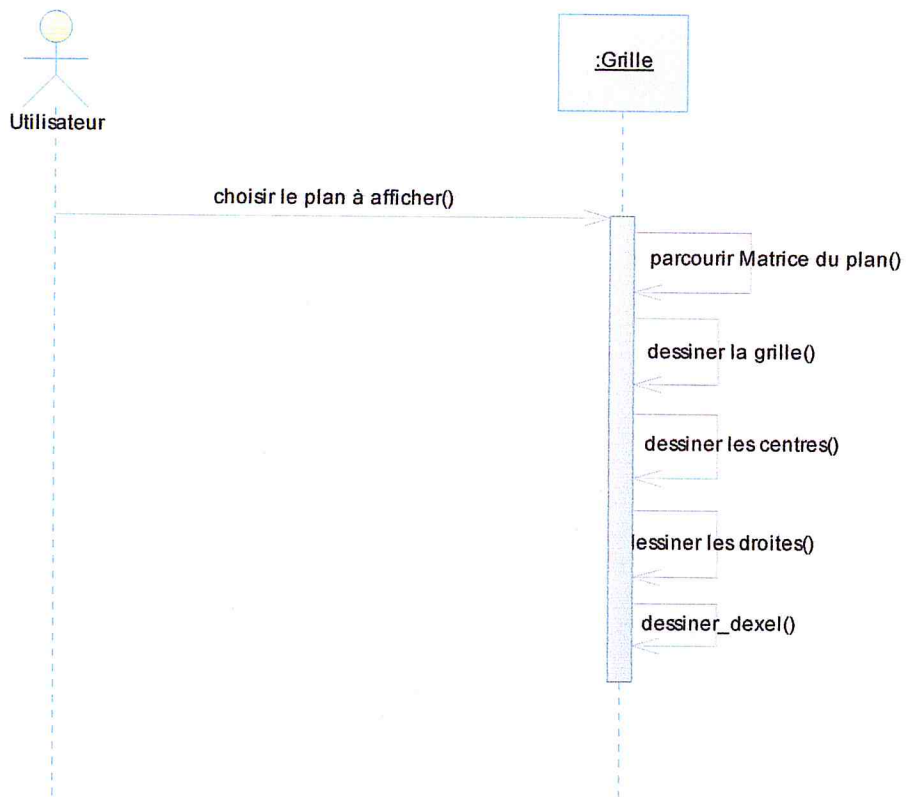 :Grille
Utilisateur
choisir le plan à afficher()
parcourir Matrice du plan()
dessiner la grille()
dessiner les centres()
lessiner les droites()
dessiner_dexel()